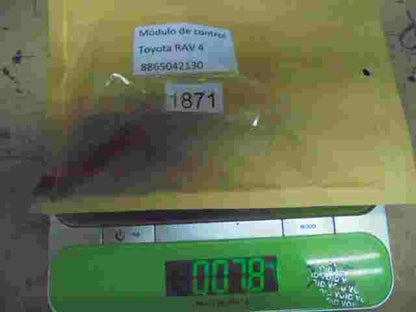 Módulo de control
Toyota RAV 4
8865042130
1871
0078